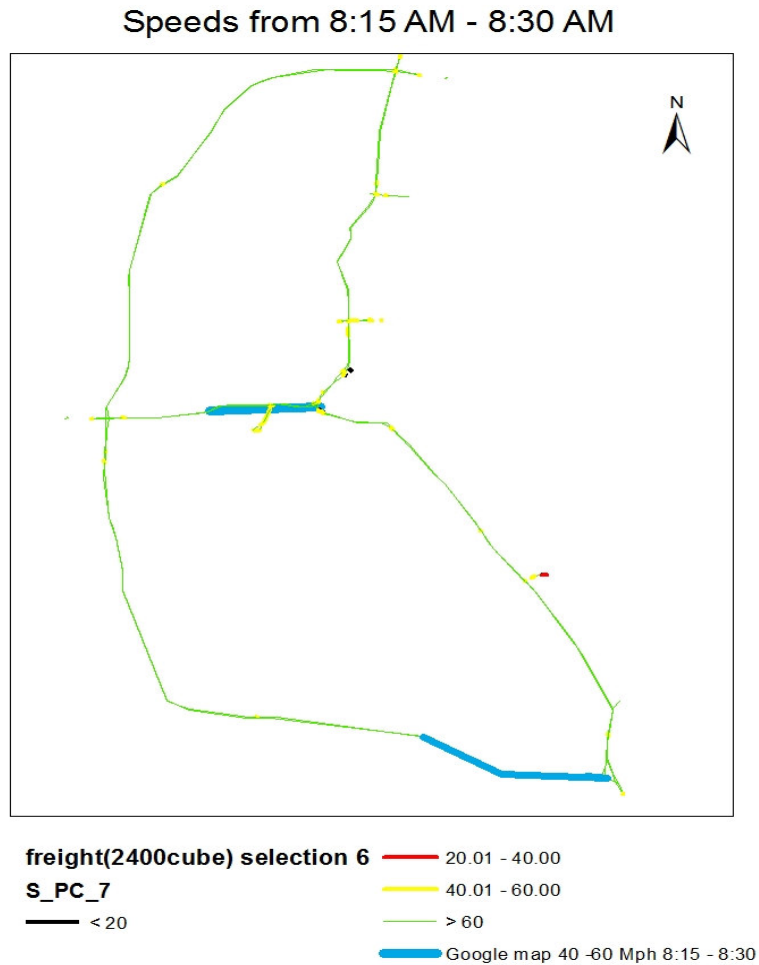 Speeds from 8:15 AM - 8:30 AM
N
freight(2400cube) selection 6
S_PC_7
< 20
20.01 - 40.00
40.01 - 60.00
> 60
Google map 40 -60 Mph 8:15 - 8:30